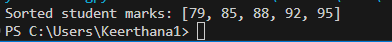 Sorted student marks: [79, 85, 88, 92, 95]
PS C:\Users\Keerthana1>